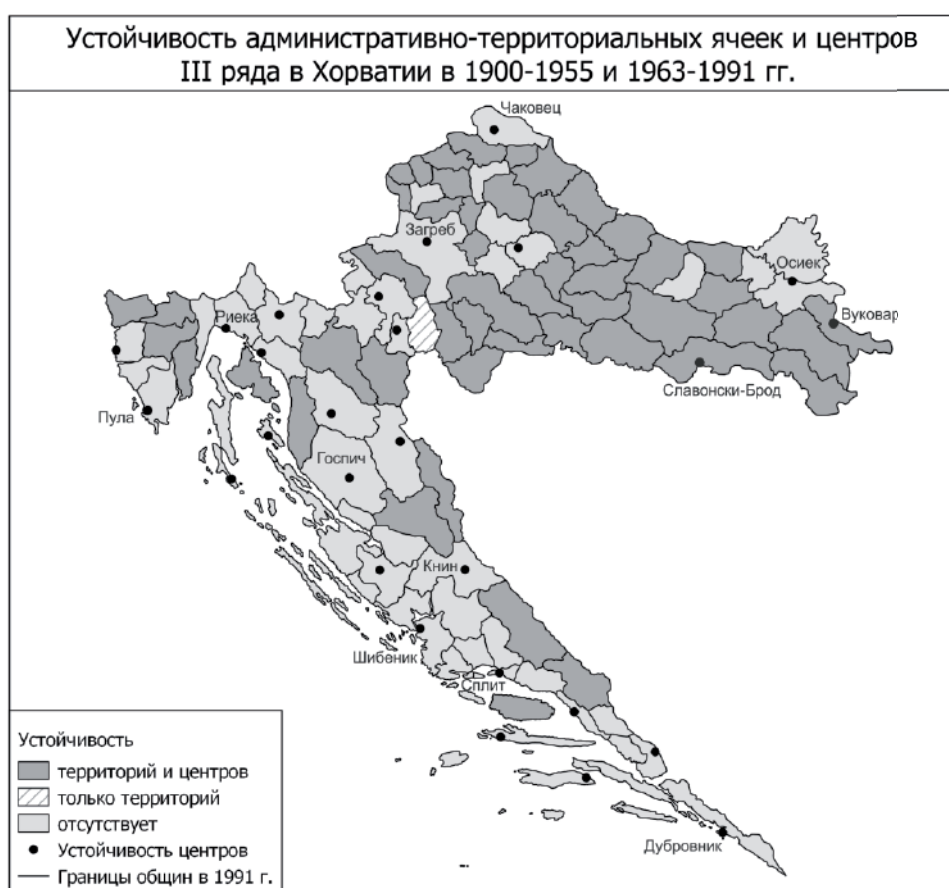 Устойчивость административно-территориальных ячеек и центров
III ряда в Хорватии в 1900-1955 и 1963-1991 гг.
Чаковец
Загреб
Осиек
Риека
Вуковар
Славонски-Брод
Пула
Госпич
Книн
Шибеник
Сплит
Дубровник
Устойчивость
территорий и центров
только территорий
отсутствует
Устойчивость центров
Границы общин в 1991 г.